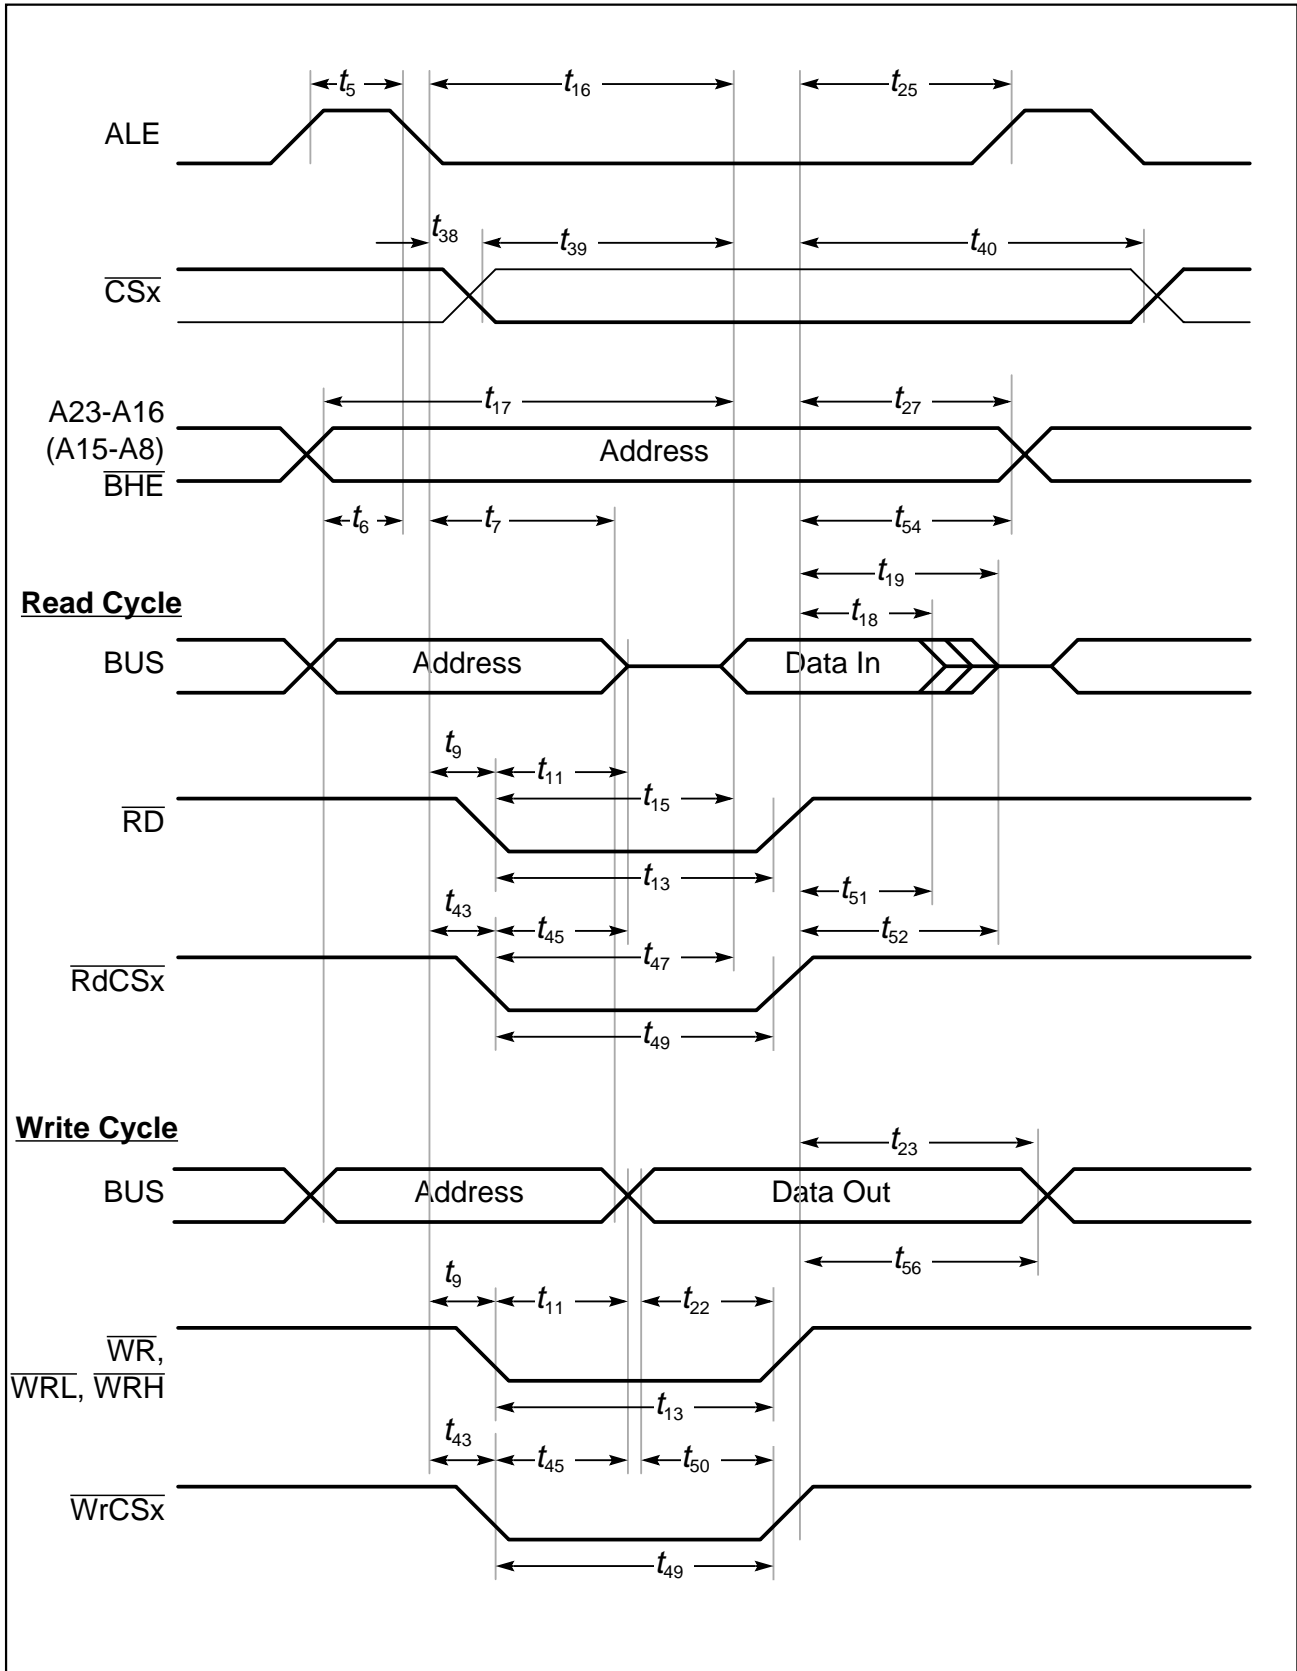 t5 t16 t25
ALE
t38 t39 t40
CSx
t17 t27
A23-A16
(A15-A8)
BHE
Address
t6 t7 t54
t19
Read Cycle
t18
BUS Address Data In
t9 t11
t15
RD
t13 t51
t43 t45 t52
t47
RdCSx
t49
Write Cycle
t23
BUS Address Data Out
t56
t9 t11 t22
WR,
WRL, WRH
t13
t43 t45 t50
WrCSx
t49